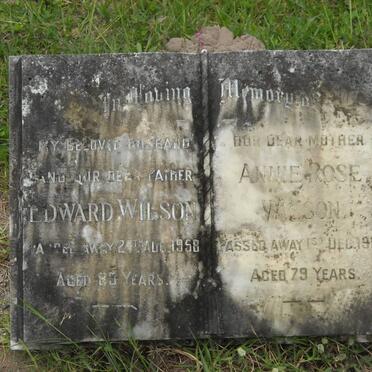 In Loving Memory of
MY BELOVED HUSBAND
AND OUR DEAR FATHER
EDWARD WILSON
PASSED AWAY AUG. 1958
AGED 85 YEARS.
OUR DEAR MOTHER
ANNIE ROSE
WILSON.
PASSED AWAY 1ST DEC.
AGED 79 YEARS.